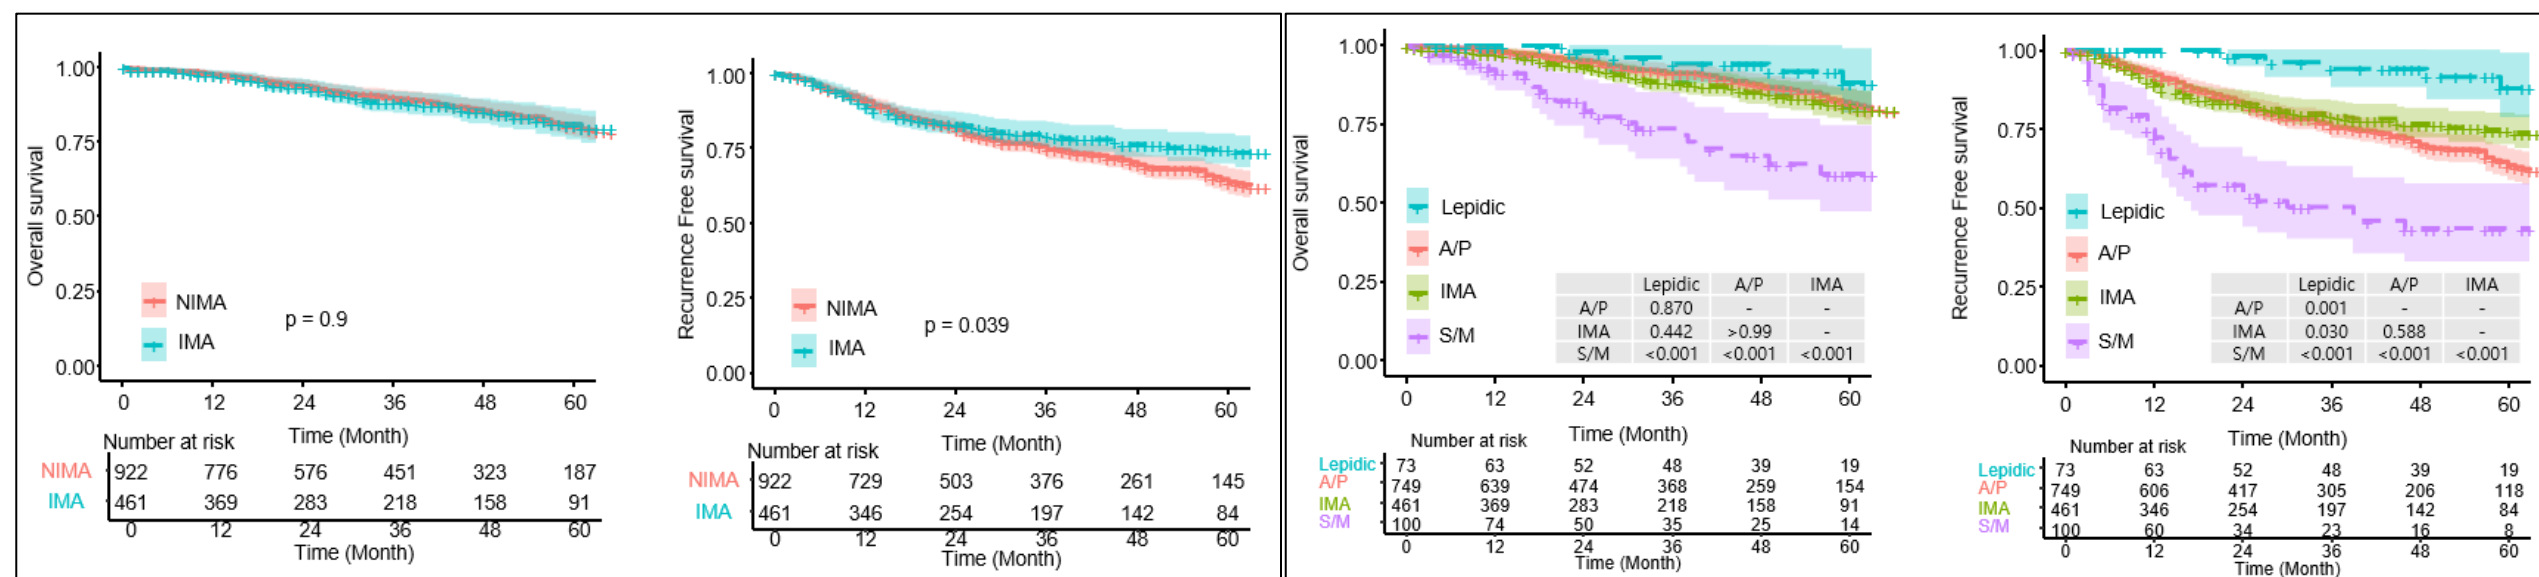 Overall survival
1.00
0.75
0.50
0.25
0.00
NIMA
IMA
p = 0.9
0 12 24 36 48 60
Time (Month)
Number at risk
NIMA 922 776 576 451 323 187
IMA 461 369 283 218 158 91
0 12 24 36 48 60
Time (Month)
Recurrence Free survival
1.00
0.75
0.50
0.25
0.00
NIMA
IMA
p = 0.039
0 12 24 36 48 60
Time (Month)
Number at risk
NIMA 922 729 503 376 261 145
IMA 461 346 254 197 142 84
0 12 24 36 48 60
Time (Month)
Overall survival
1.00
0.75
0.50
0.25
0.00
Lepidic
A/P
IMA
S/M
Lepidic A/P IMA
A/P 0.870 - -
IMA 0.442 >0.99 -
S/M <0.001 <0.001 <0.001
0 12 24 36 48 60
Time (Month)
Number at risk
Lepidic 73 63 52 48 39 19
A/P 749 639 474 368 259 154
IMA 461 369 283 218 158 91
S/M 100 74 50 35 25 14
0 12 24 36 48 60
Time (Month)
Recurrence Free survival
1.00
0.75
0.50
0.25
0.00
Lepidic
A/P
IMA
S/M
Lepidic A/P IMA
A/P 0.001 - -
IMA 0.030 0.588 -
S/M <0.001 <0.001 <0.001
0 12 24 36 48 60
Time (Month)
Number at risk
Lepidic 73 63 52 48 39 19
A/P 749 606 417 305 206 118
IMA 461 346 254 197 142 84
S/M 100 60 34 23 16 8
0 12 24 36 48 60
Time (Month)